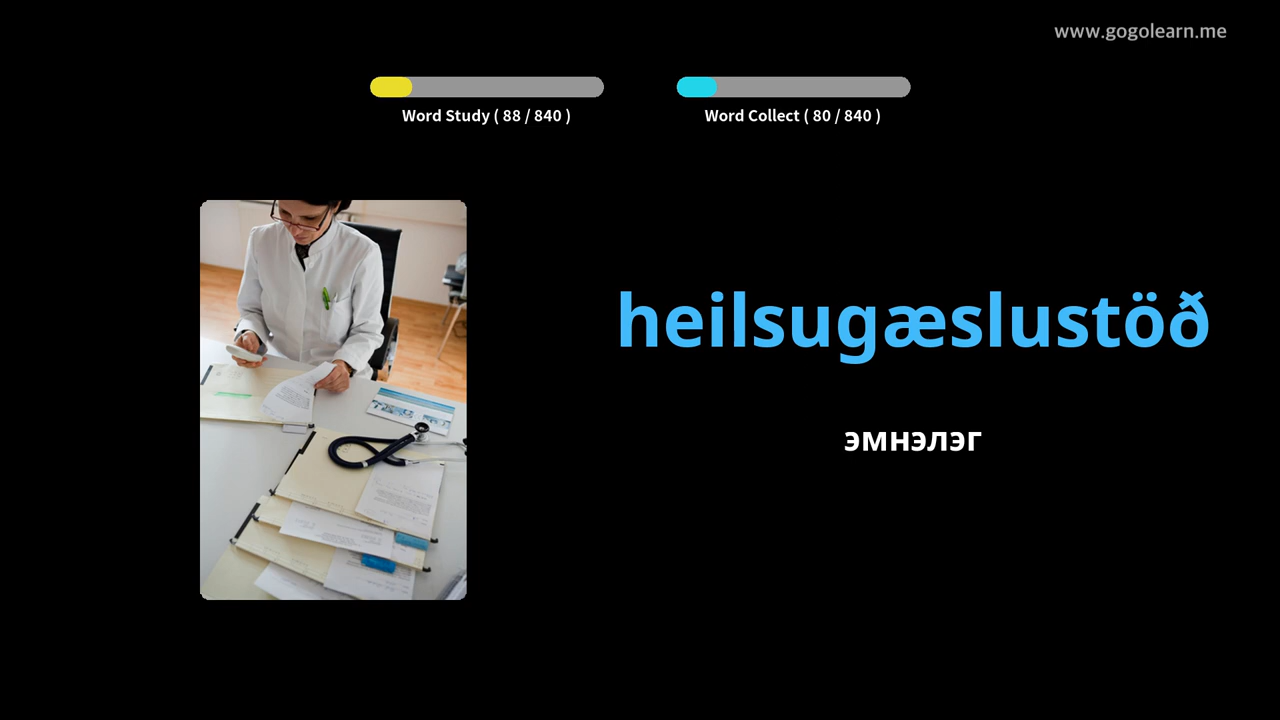 www.gogolearn.me
Word Study ( 88 / 840 )
Word Collect ( 80 / 840 )
heilsugæslustöð
эмнэлэг